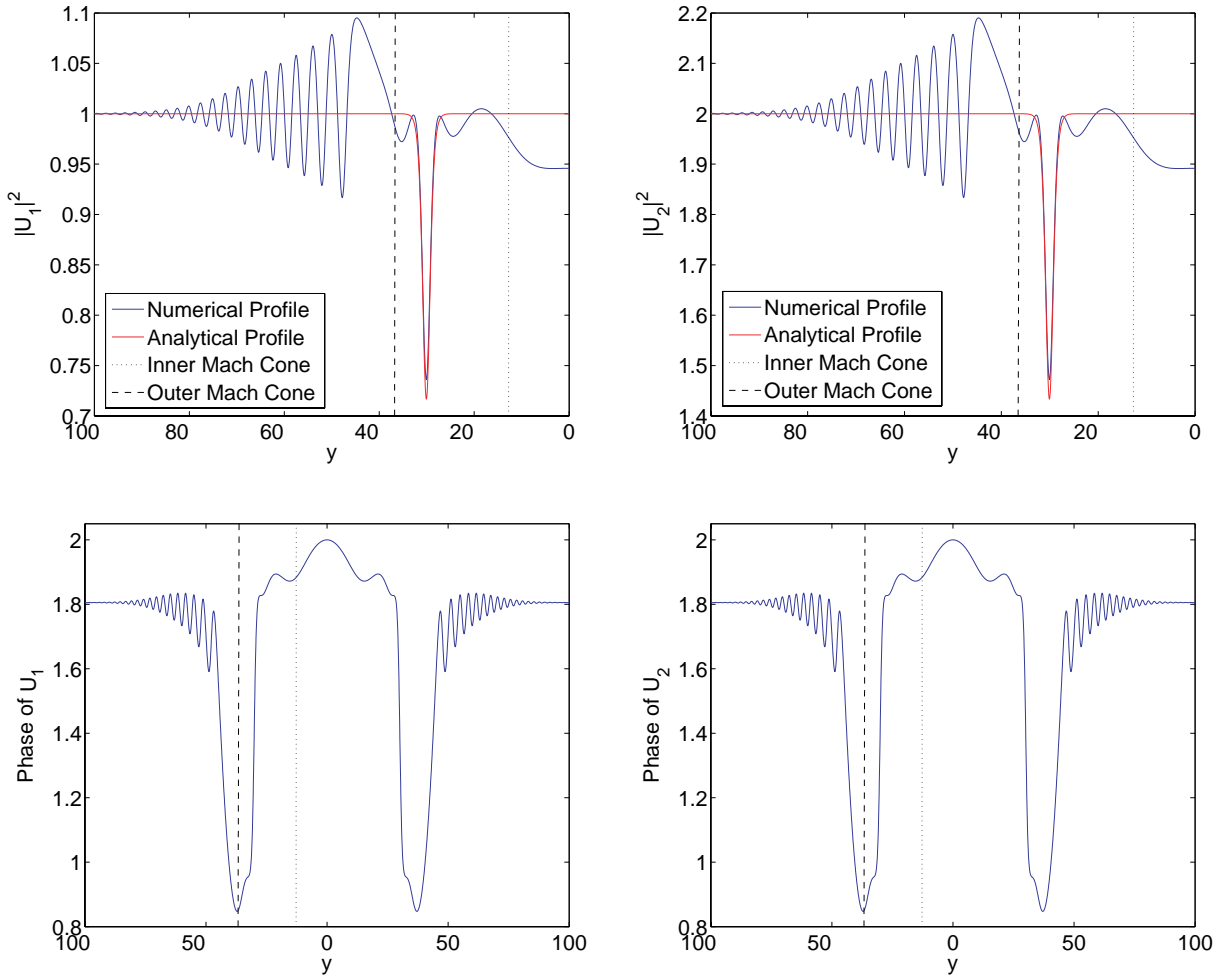 1.1
1.05
1
0.95
0.9
0.85
0.8
0.75
0.7
|U₁|²
Numerical Profile
Analytical Profile
Inner Mach Cone
Outer Mach Cone
100 80 60 40 20 0
y
2.2
2.1
2
1.9
1.8
1.7
1.6
1.5
1.4
|U₂|²
Numerical Profile
Analytical Profile
Inner Mach Cone
Outer Mach Cone
100 80 60 40 20 0
y
2
1.8
1.6
1.4
1.2
1
0.8
Phase of U₁
100 50 0 50 100
y
2
1.8
1.6
1.4
1.2
1
0.8
Phase of U₂
100 50 0 50 100
y